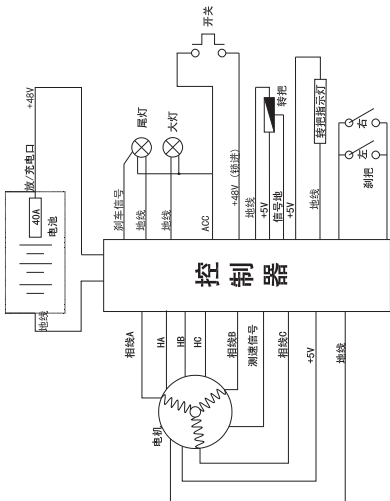 开关
+48V
放/充电口
40A
电池
地线
尾灯
大灯
转把
转把指示灯
右
左
刹把
刹车信号
地线
地线
ACC
+48V(锁进)
地线
+5V
信号地
+5V
地线
控制器
相线A
HA
HB
HC
相线B
测速信号
相线C
+5V
地线
电机